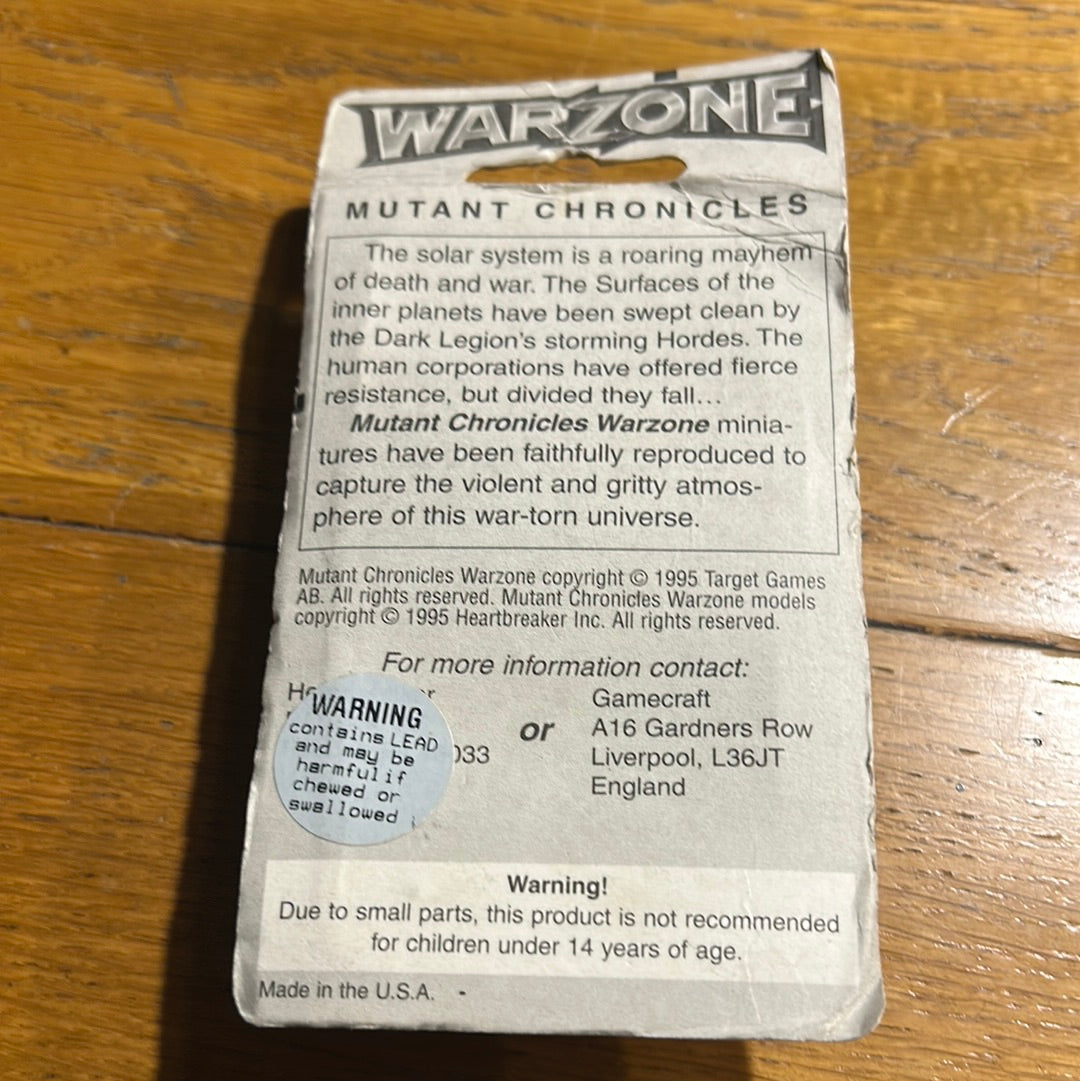 WARZONE
MUTANT CHRONICLES
The solar system is a roaring mayhem
of death and war. The Surfaces of the
inner planets have been swept clean by
the Dark Legion's storming Hordes. The
human corporations have offered fierce
resistance, but divided they fall...
Mutant Chronicles Warzone minia-
tures have been faithfully reproduced to
capture the violent and gritty atmos-
phere of this war-torn universe.
Mutant Chronicles Warzone copyright © 1995 Target Games
AB. All rights reserved. Mutant Chronicles Warzone models
copyright © 1995 Heartbreaker Inc. All rights reserved.
For more information contact:
WARNING
contains LEAD
and may be
harmful if
chewed or
swallowed
033
or
Gamecraft
A16 Gardners Row
Liverpool, L36JT
England
Warning!
Due to small parts, this product is not recommended
for children under 14 years of age.
Made in the U.S.A. -